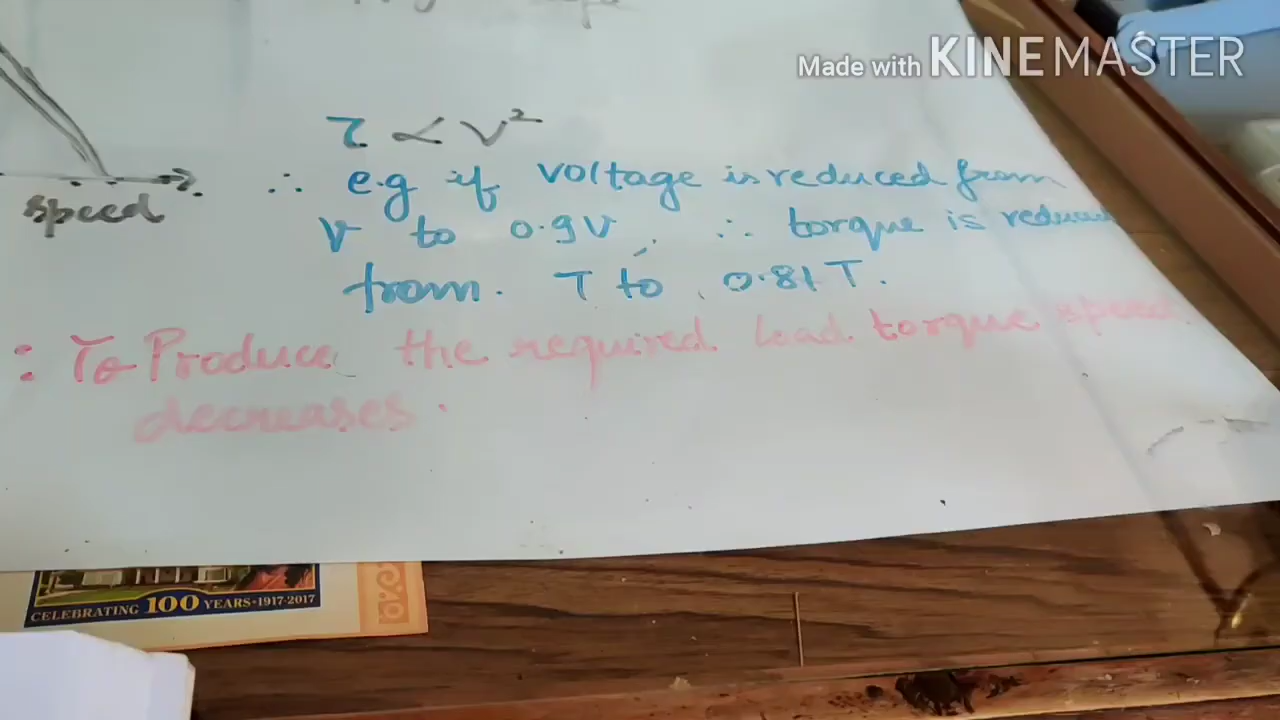 Made with KINEMASTER
τ ∝ V²
speed
∴ e.g if voltage is reduced from
V to 0.9V, ∴ torque is reduced
from. T to 0.81T.
: To Produce the required load torque speed
decreases.
CELEBRATING 100 YEARS-1917-2017